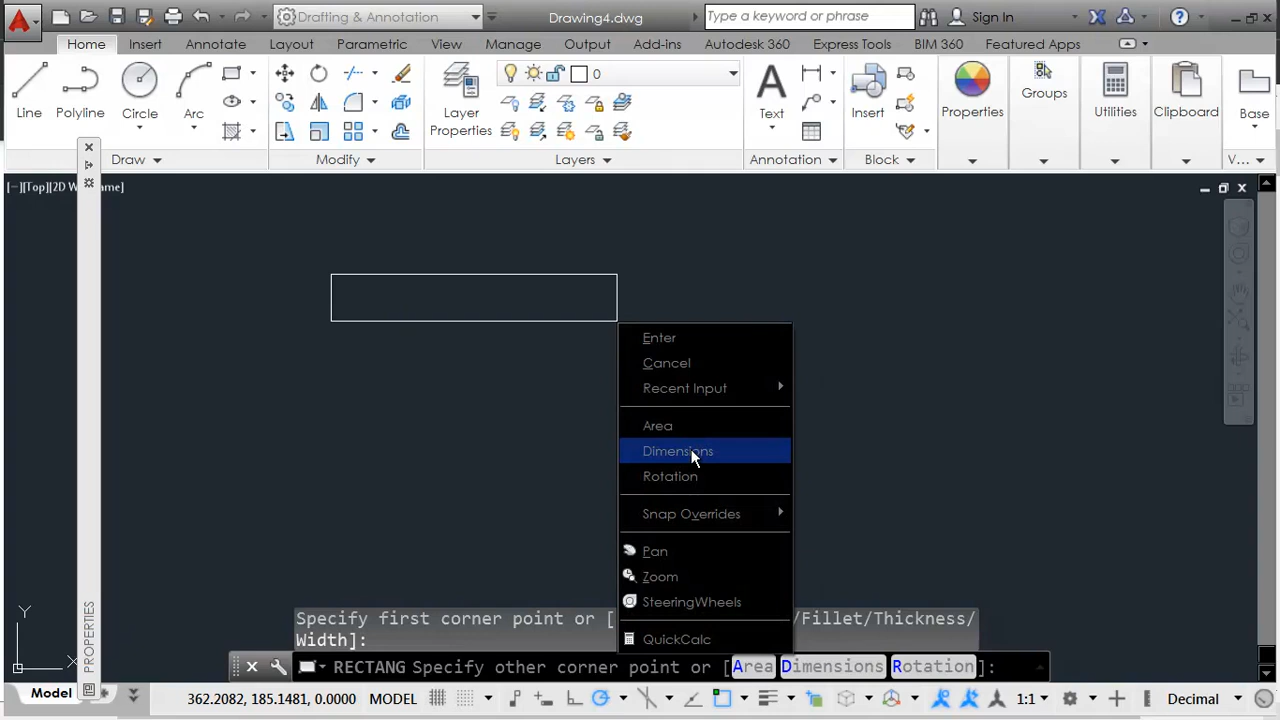 Drafting & Annotation
Drawing4.dwg
Type a keyword or phrase
Sign In
Home
Insert
Annotate
Layout
Parametric
View
Manage
Output
Add-ins
Autodesk 360
Express Tools
BIM 360
Featured Apps
0
Line
Polyline
Circle
Arc
Layer
Properties
Text
Insert
Properties
Groups
Utilities
Clipboard
Base
Draw
Modify
Layers
Annotation
Block
V...
[−][Top][2D W
me]
Enter
Cancel
Recent Input
Area
Dimensions
Rotation
Snap Overrides
Pan
Zoom
SteeringWheels
QuickCalc
Y
X
PROPERTIES
Specify first corner point or [
/Fillet/Thickness/
Width]:
RECTANG Specify other corner point or [Area Dimensions Rotation]:
Model
362.2082, 185.1481, 0.0000
MODEL
1:1
Decimal